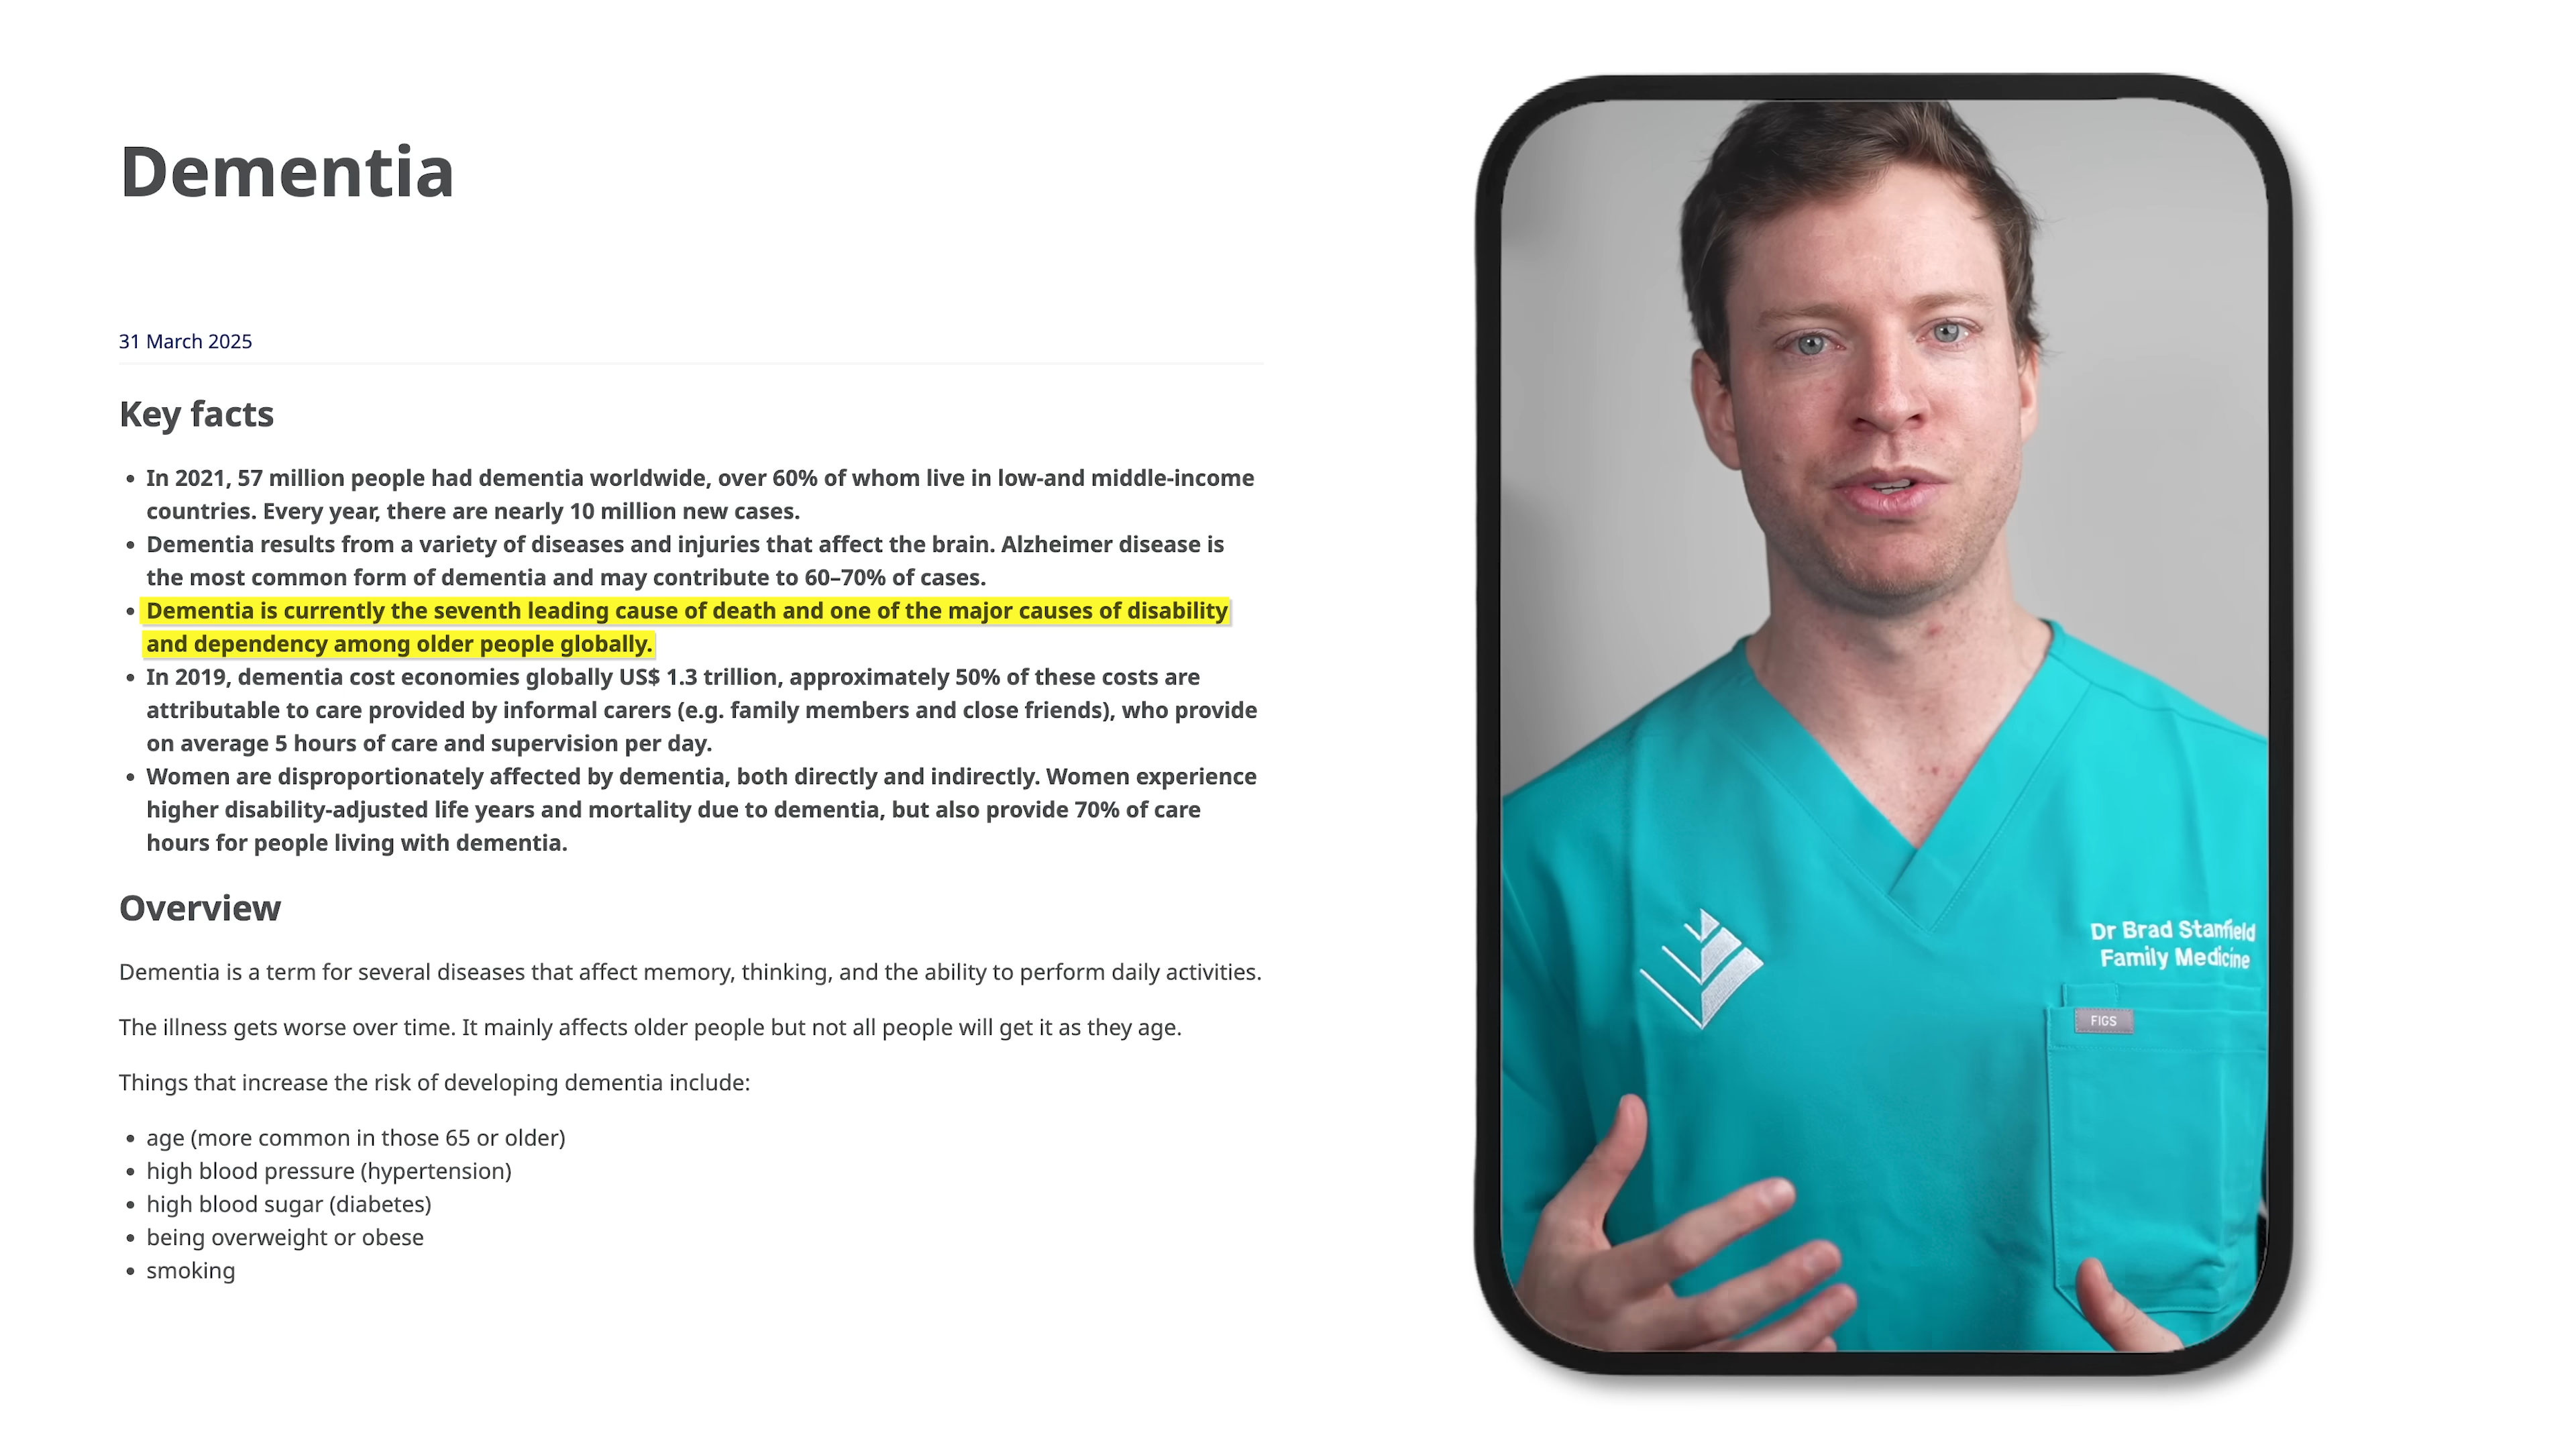 Dementia
31 March 2025
Key facts
• In 2021, 57 million people had dementia worldwide, over 60% of whom live in low-and middle-income
countries. Every year, there are nearly 10 million new cases.
• Dementia results from a variety of diseases and injuries that affect the brain. Alzheimer disease is
the most common form of dementia and may contribute to 60–70% of cases.
• Dementia is currently the seventh leading cause of death and one of the major causes of disability
and dependency among older people globally.
• In 2019, dementia cost economies globally US$ 1.3 trillion, approximately 50% of these costs are
attributable to care provided by informal carers (e.g. family members and close friends), who provide
on average 5 hours of care and supervision per day.
• Women are disproportionately affected by dementia, both directly and indirectly. Women experience
higher disability-adjusted life years and mortality due to dementia, but also provide 70% of care
hours for people living with dementia.
Overview
Dementia is a term for several diseases that affect memory, thinking, and the ability to perform daily activities.
The illness gets worse over time. It mainly affects older people but not all people will get it as they age.
Things that increase the risk of developing dementia include:
• age (more common in those 65 or older)
• high blood pressure (hypertension)
• high blood sugar (diabetes)
• being overweight or obese
• smoking
Dr Brad Stanfield
Family Medicine
FIGS